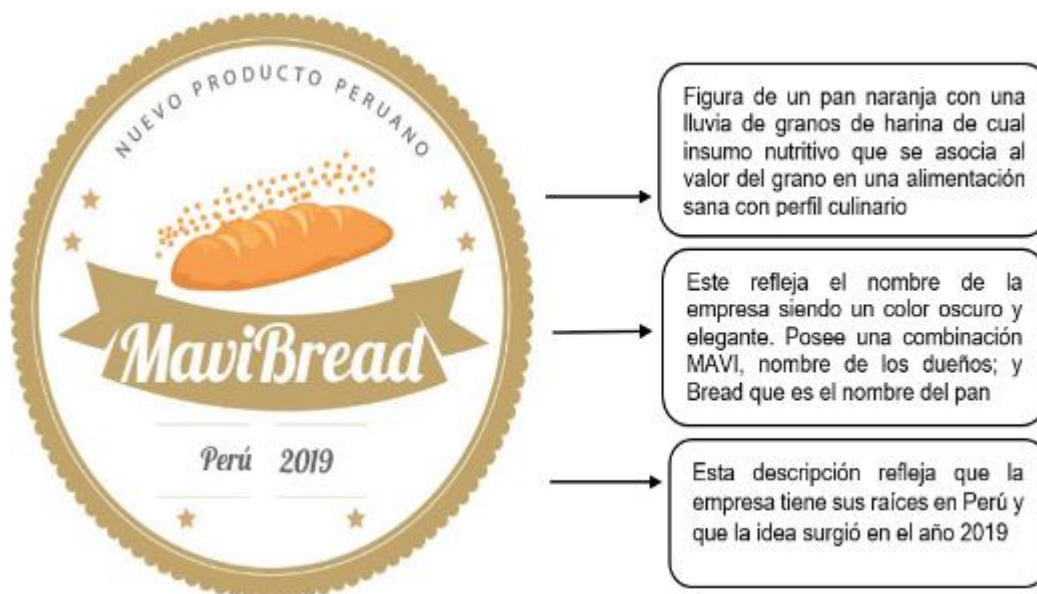 NUEVO PRODUCTO PERUANO
MaviBread
Perú 2019
Figura de un pan naranja con una
lluvia de granos de harina de cual
insumo nutritivo que se asocia al
valor del grano en una alimentación
sana con perfil culinario
Este refleja el nombre de la
empresa siendo un color oscuro y
elegante. Posee una combinación
MAVI, nombre de los dueños; y
Bread que es el nombre del pan
Esta descripción refleja que la
empresa tiene sus raíces en Perú y
que la idea surgió en el año 2019